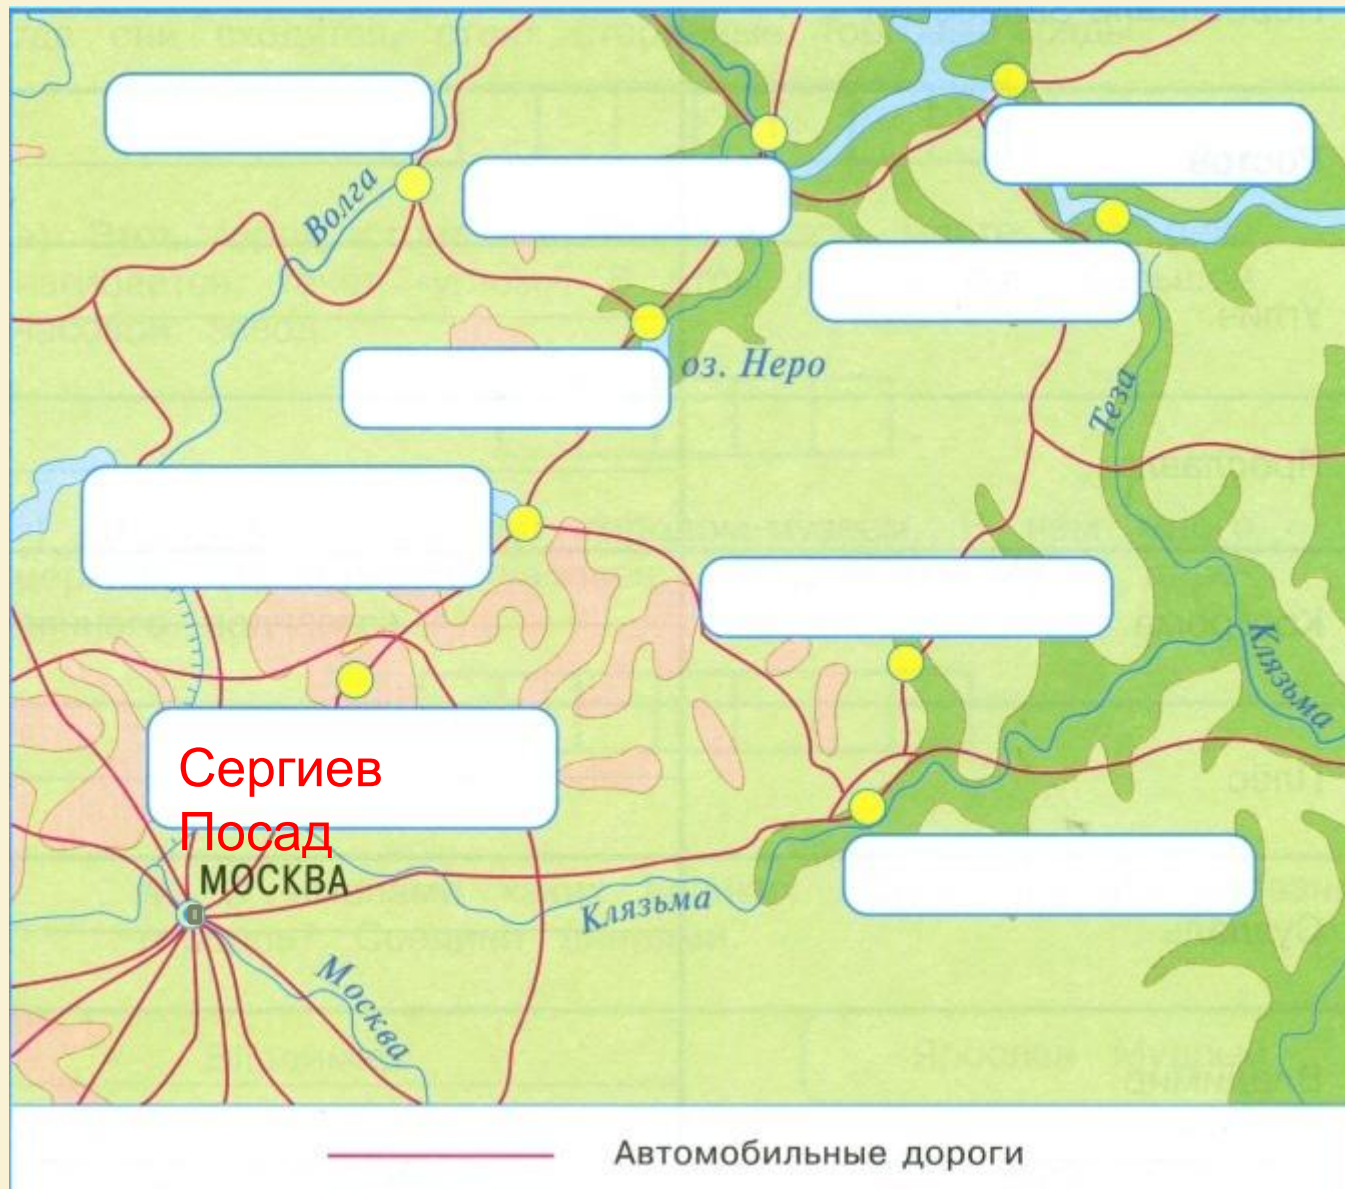 Волга
оз. Неро
Теза
Клязьма
Сергиев
Посад
МОСКВА
Клязьма
Москва
Автомобильные дороги